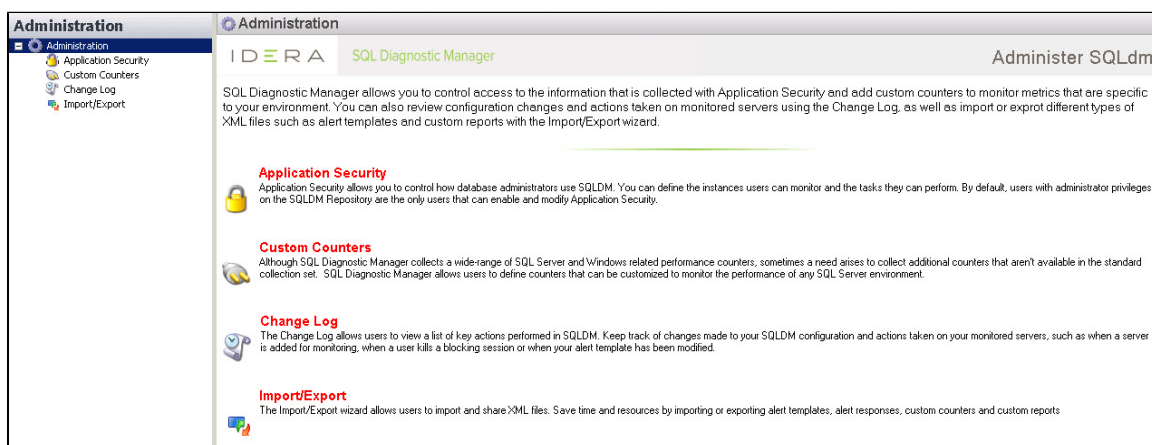 Administration
Administration
Application Security
Custom Counters
Change Log
Import/Export
Administration
IDERA SQL Diagnostic Manager Administer SQLdm
SQL Diagnostic Manager allows you to control access to the information that is collected with Application Security and add custom counters to monitor metrics that are specific
to your environment. You can also review configuration changes and actions taken on monitored servers using the Change Log, as well as import or exprot different types of
XML files such as alert templates and custom reports with the Import/Export wizard.
Application Security
Application Security allows you to control how database administrators use SQLDM. You can define the instances users can monitor and the tasks they can perform. By default, users with administrator privileges
on the SQLDM Repository are the only users that can enable and modify Application Security.
Custom Counters
Although SQL Diagnostic Manager collects a wide-range of SQL Server and Windows related performance counters, sometimes a need arises to collect additional counters that aren't available in the standard
collection set. SQL Diagnostic Manager allows users to define counters that can be customized to monitor the performance of any SQL Server environment.
Change Log
The Change Log allows users to view a list of key actions performed in SQLDM. Keep track of changes made to your SQLDM configuration and actions taken on your monitored servers, such as when a server
is added for monitoring, when a user kills a blocking session or when your alert template has been modified.
Import/Export
The Import/Export wizard allows users to import and share XML files. Save time and resources by importing or exporting alert templates, alert responses, custom counters and custom reports